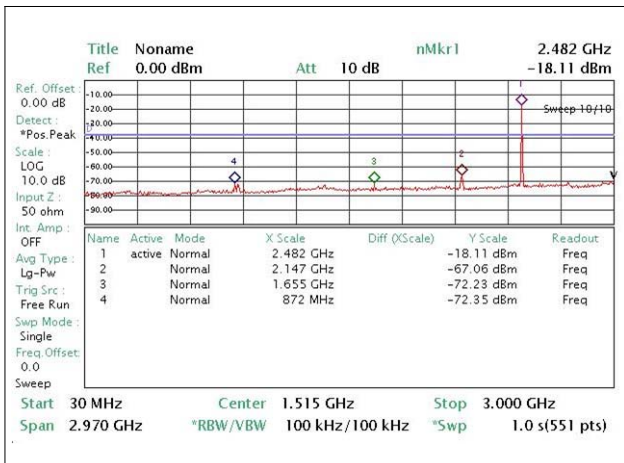 Title Noname nMkr1 2.482 GHz
Ref 0.00 dBm Att 10 dB -18.11 dBm
Ref. Offset :
0.00 dB
Detect :
*Pos.Peak
Scale :
LOG
10.0 dB
Input Z :
50 ohm
Int. Amp :
OFF
Avg Type :
Lg-Pw
Trig Src :
Free Run
Swp Mode :
Single
Freq.Offset:
0.0
Sweep
-10.00
-20.00
-40.00
-50.00
-60.00
-70.00
-80.00
-90.00
Sweep 10/10
1
2
3
4
Name Active Mode X Scale Diff (XScale) Y Scale Readout
1 active Normal 2.482 GHz -18.11 dBm Freq
2 Normal 2.147 GHz -67.06 dBm Freq
3 Normal 1.655 GHz -72.23 dBm Freq
4 Normal 872 MHz -72.35 dBm Freq
Start 30 MHz Center 1.515 GHz Stop 3.000 GHz
Span 2.970 GHz *RBW/VBW 100 kHz/100 kHz *Swp 1.0 s(551 pts)